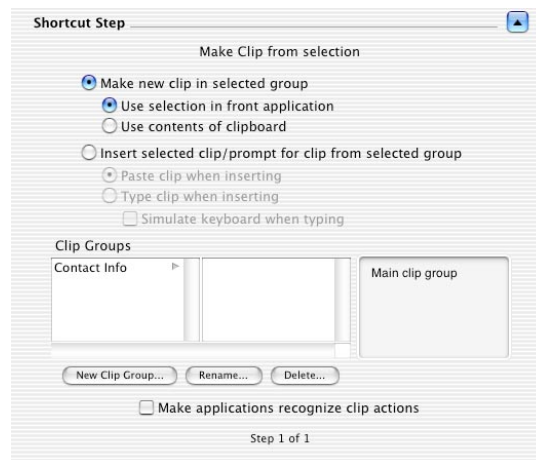 Shortcut Step
Make Clip from selection
Make new clip in selected group
Use selection in front application
Use contents of clipboard
Insert selected clip/prompt for clip from selected group
Paste clip when inserting
Type clip when inserting
Simulate keyboard when typing
Clip Groups
Contact Info
Main clip group
New Clip Group... Rename... Delete...
Make applications recognize clip actions
Step 1 of 1